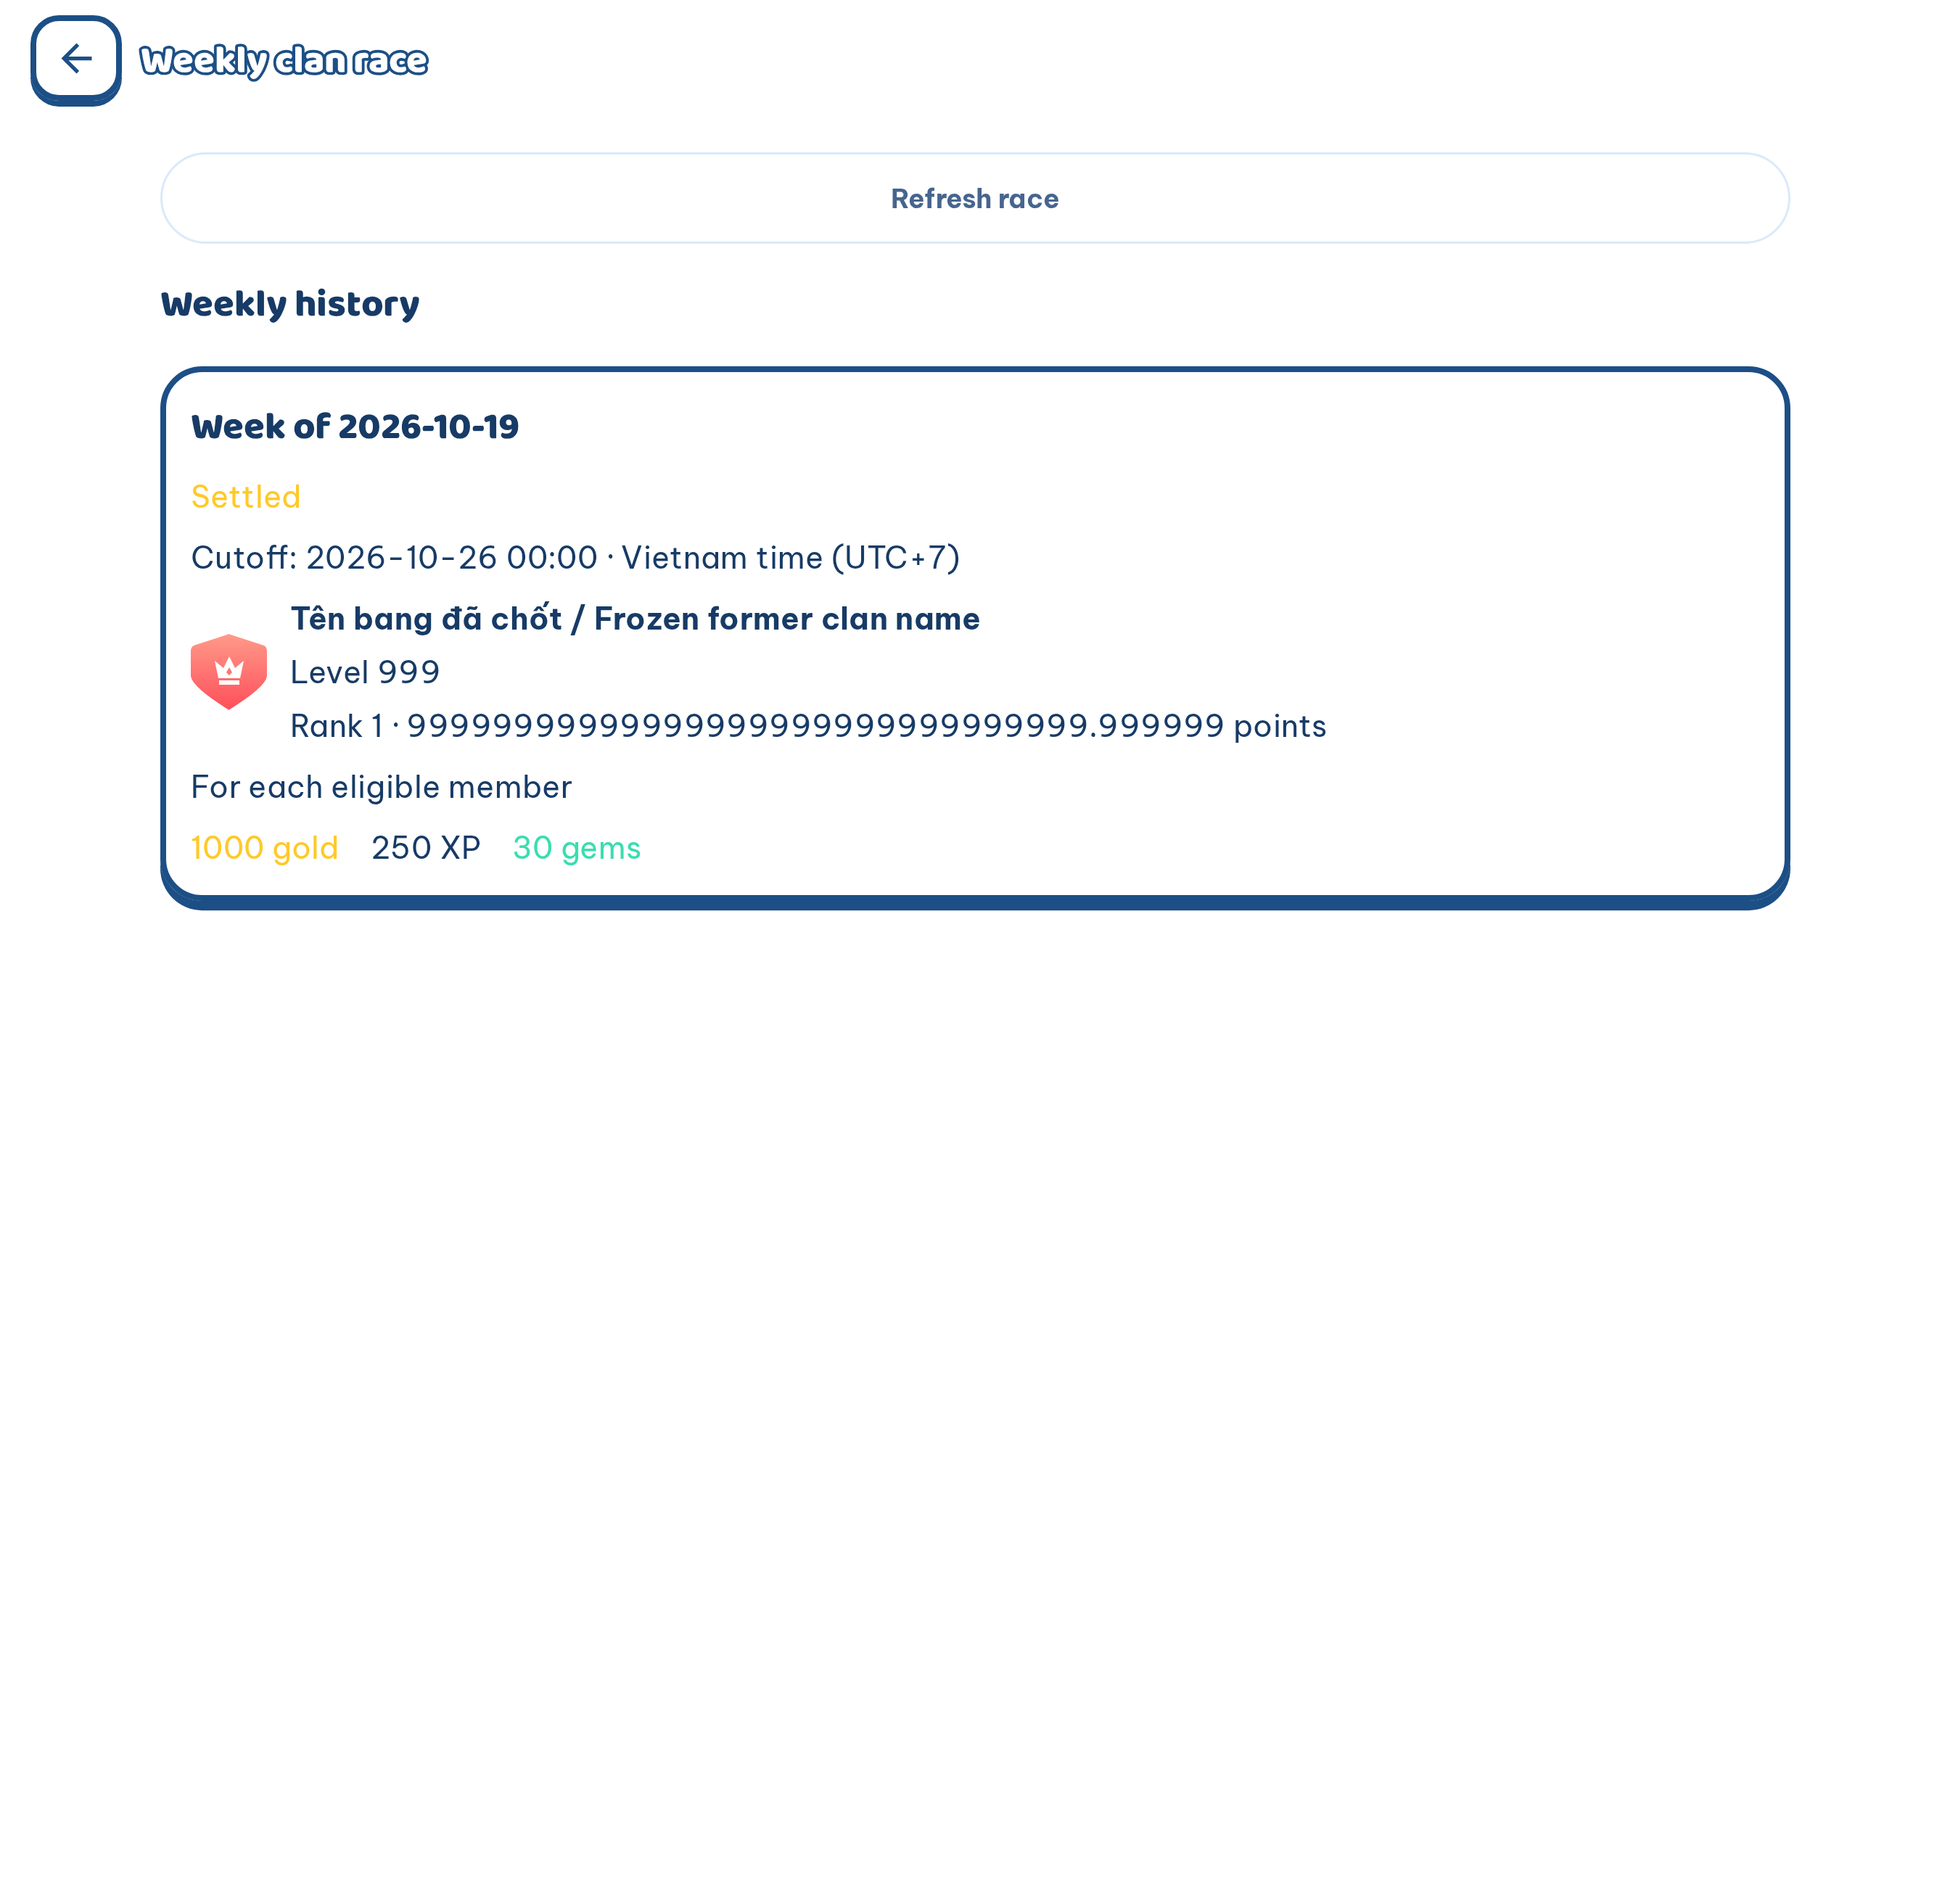 Weekly clan race
Refresh race
Weekly history
Week of 2026-10-19
Settled
Cutoff: 2026-10-26 00:00 · Vietnam time (UTC+7)
Tên bang đã chốt / Frozen former clan name
Level 999
Rank 1 · 99999999999999999999999999999999.999999 points
For each eligible member
1000 gold 250 XP 30 gems